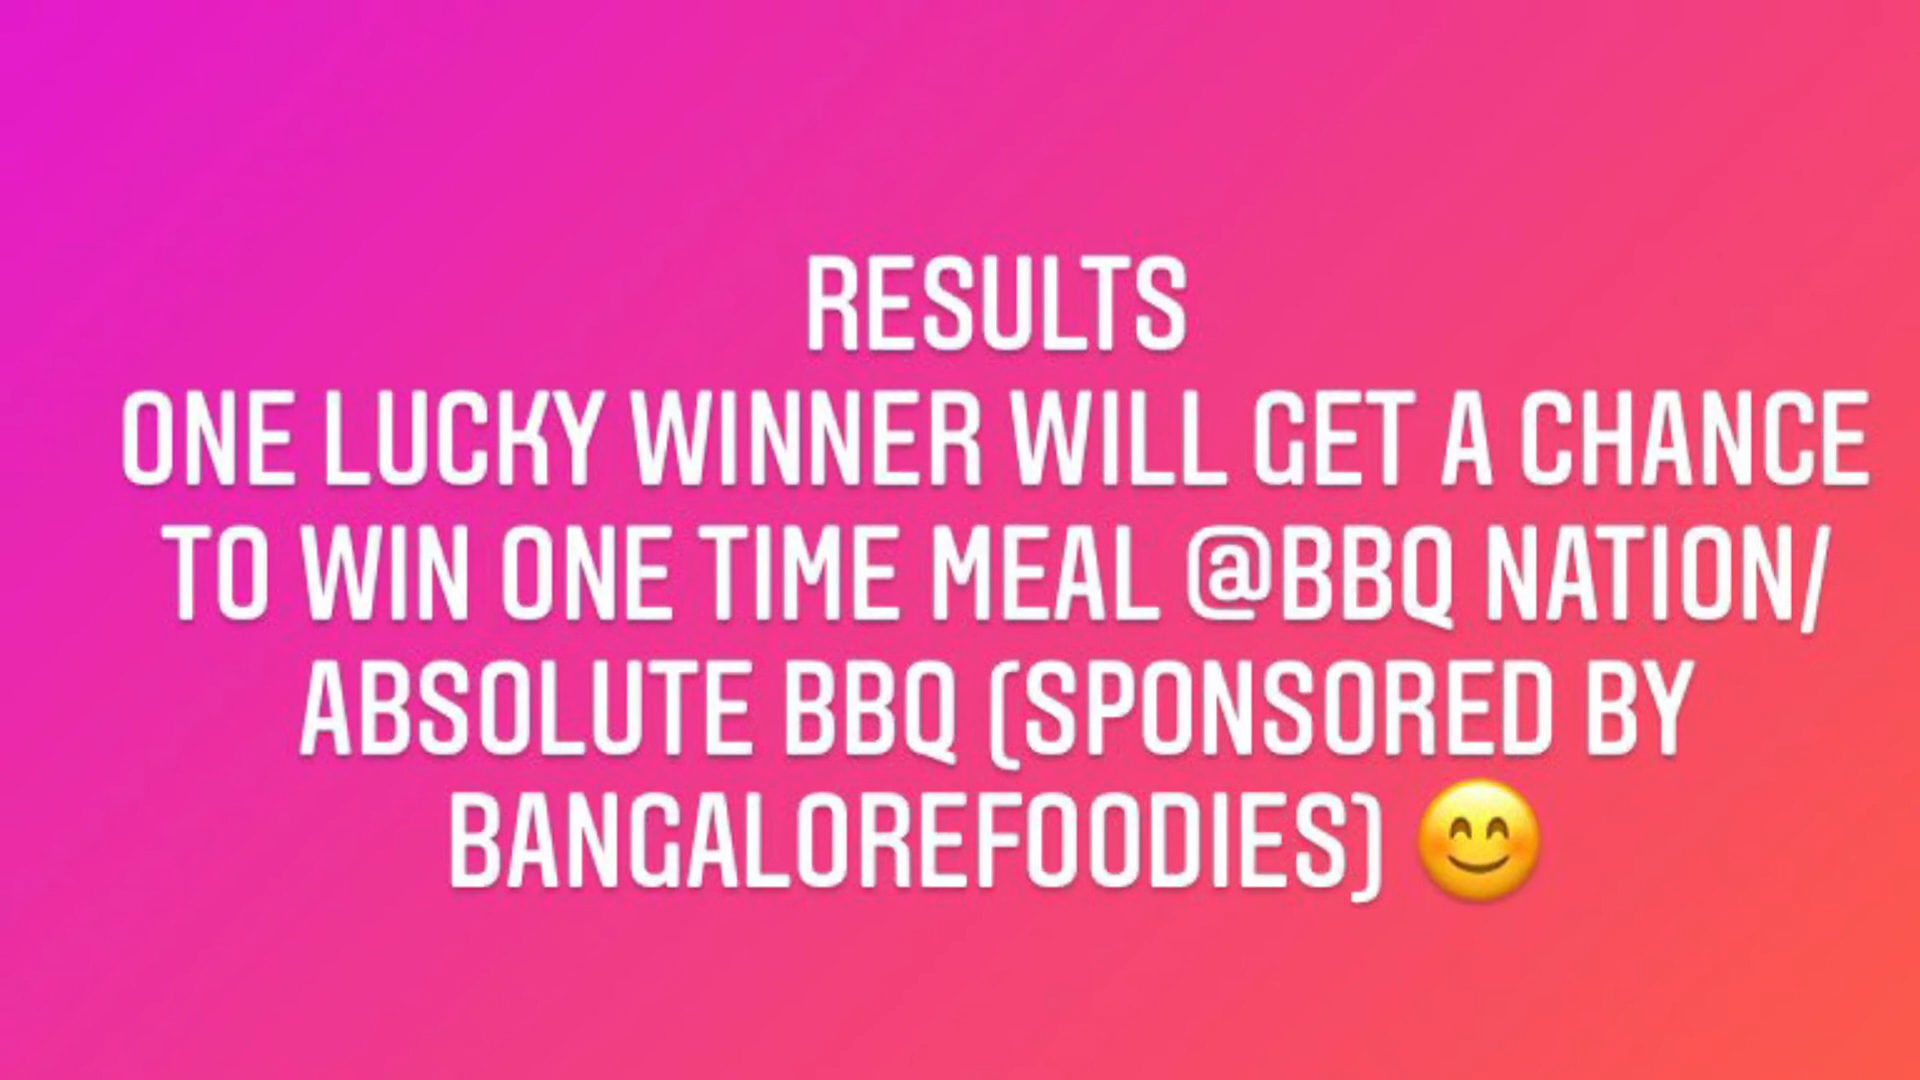 RESULTS
ONE LUCKY WINNER WILL GET A CHANCE
TO WIN ONE TIME MEAL @BBQ NATION/
ABSOLUTE BBQ (SPONSORED BY
BANGALOREFOODIES) 😊